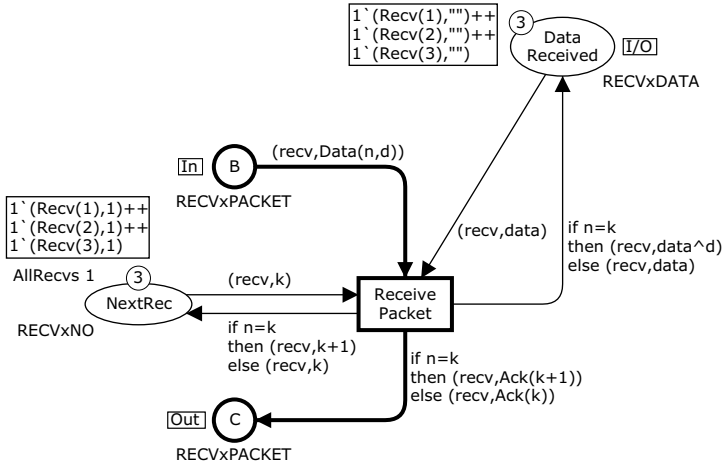 1`(Recv(1),"")++
1`(Recv(2),"")++
1`(Recv(3),"")
3
Data
Received
I/O
RECVxDATA
In
B
(recv,Data(n,d))
RECVxPACKET
1`(Recv(1),1)++
1`(Recv(2),1)++
1`(Recv(3),1)
AllRecvs 1
3
NextRec
RECVxNO
(recv,k)
(recv,data)
if n=k
then (recv,data^d)
else (recv,data)
Receive
Packet
if n=k
then (recv,k+1)
else (recv,k)
if n=k
then (recv,Ack(k+1))
else (recv,Ack(k))
Out
C
RECVxPACKET